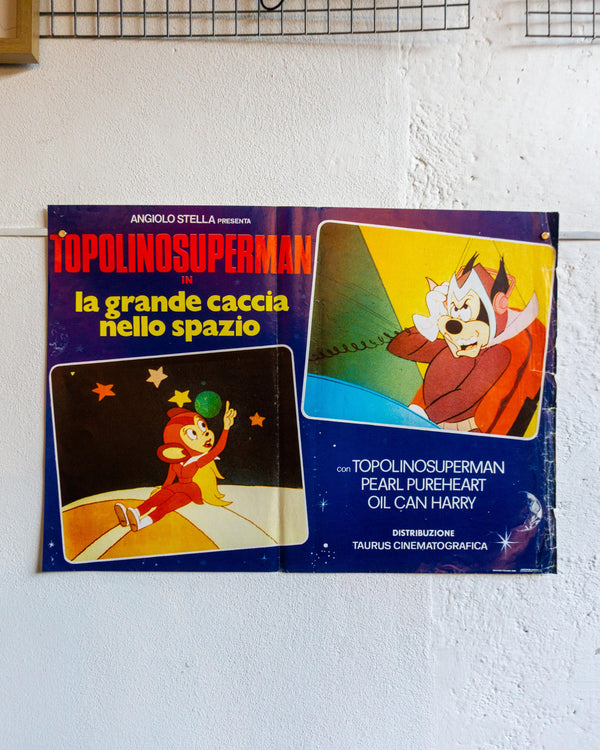 ANGIOLO STELLA PRESENTA
TOPOLINOSUPERMAN
IN
la grande caccia
nello spazio
con TOPOLINOSUPERMAN
PEARL PUREHEART
OIL CAN HARRY
DISTRIBUZIONE
TAURUS CINEMATOGRAFICA